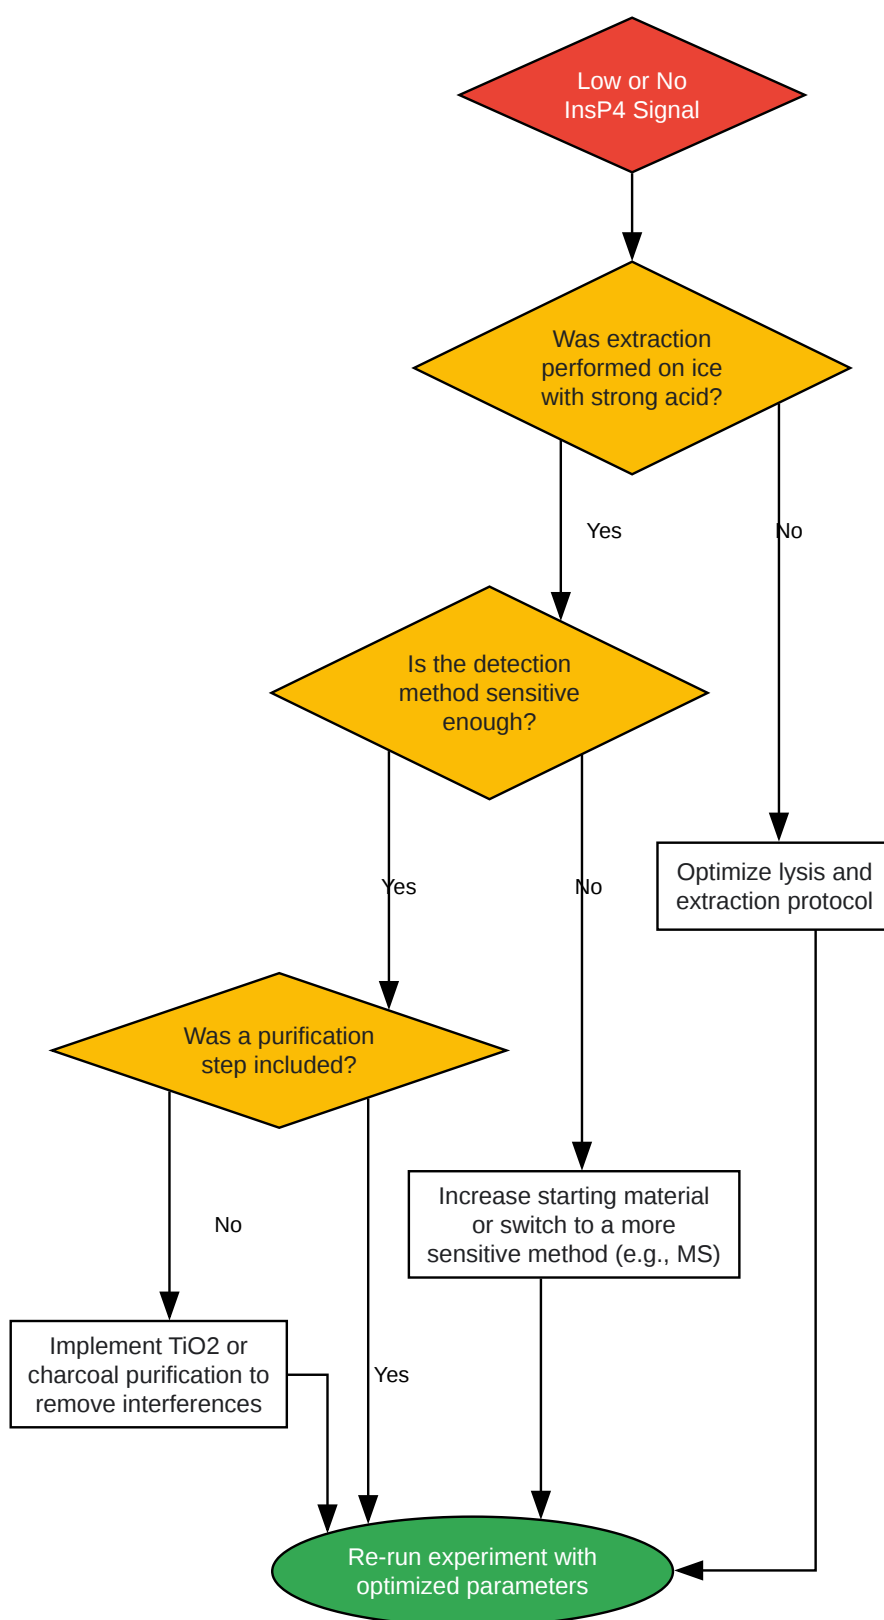 Low or No
InsP4 Signal
Was extraction
performed on ice
with strong acid?
Yes
No
Is the detection
method sensitive
enough?
Optimize lysis and
extraction protocol
Yes
No
Was a purification
step included?
Increase starting material
or switch to a more
sensitive method (e.g., MS)
No
Implement TiO2 or
charcoal purification to
remove interferences
Yes
Re-run experiment with
optimized parameters